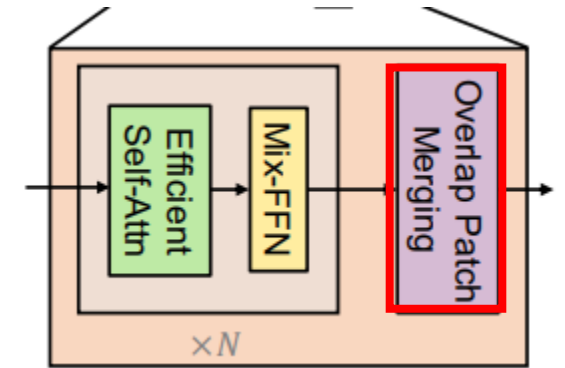 Efficient
Self-Attn
Mix-FFN
Overlap Patch
Merging
×N